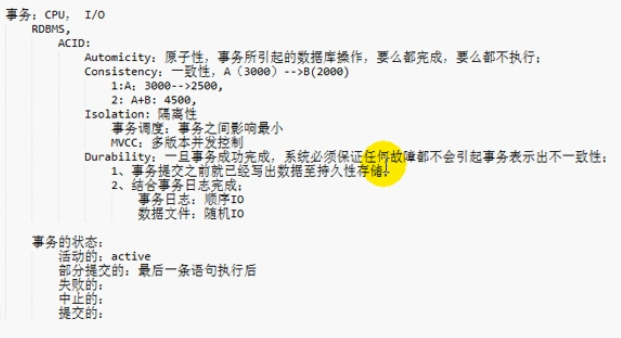 事务：CPU， I/O
RDBMS,
ACID:
Automicity：原子性，事务所引起的数据库操作，要么都完成，要么都不执行；
Consistency：一致性，A（3000）-->B(2000)
1:A：3000-->2500,
2：A+B：4500,
Isolation：隔离性
事务调度：事务之间影响最小
MVCC：多版本并发控制
Durability：一旦事务成功完成，系统必须保证任何故障都不会引起事务表示出不一致性；
1、事务提交之前就已经写出数据至持久性存储；
2、结合事务日志完成；
事务日志：顺序IO
数据文件：随机IO
事务的状态：
活动的：active
部分提交的：最后一条语句执行后
失败的：
中止的：
提交的：